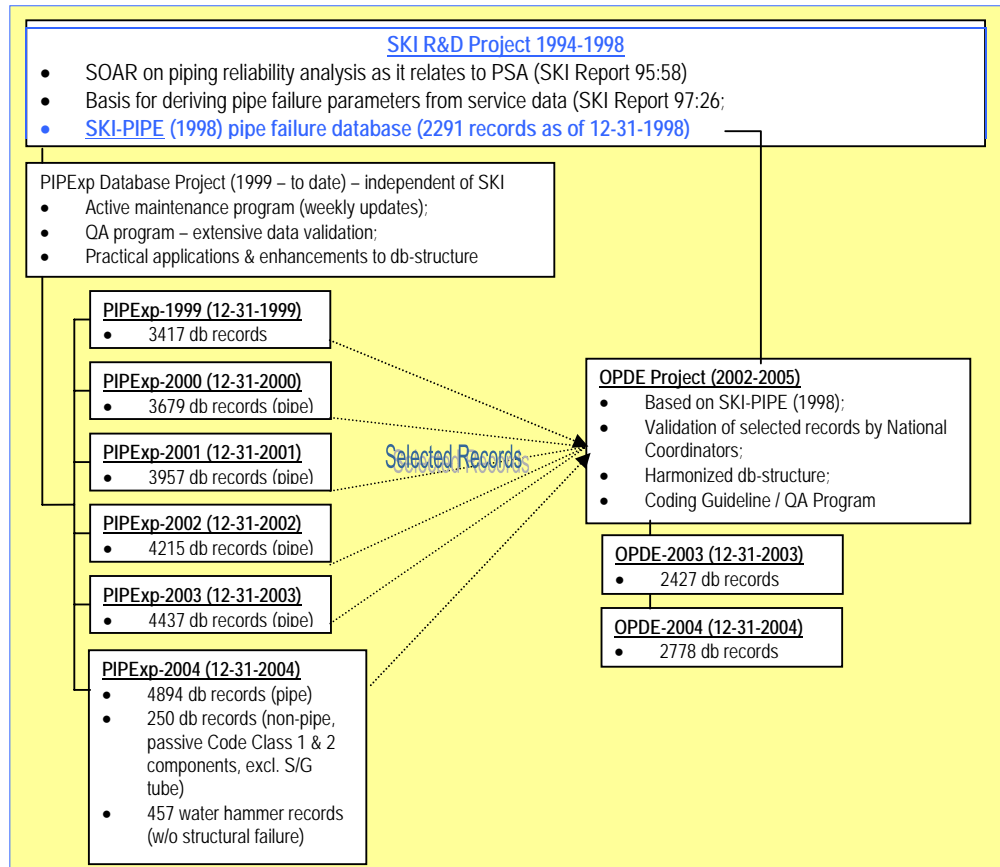 SKI R&D Project 1994-1998
• SOAR on piping reliability analysis as it relates to PSA (SKI Report 95:58)
• Basis for deriving pipe failure parameters from service data (SKI Report 97:26;
• SKI-PIPE (1998) pipe failure database (2291 records as of 12-31-1998)
PIPExp Database Project (1999 – to date) – independent of SKI
• Active maintenance program (weekly updates);
• QA program – extensive data validation;
• Practical applications & enhancements to db-structure
PIPExp-1999 (12-31-1999)
• 3417 db records
PIPExp-2000 (12-31-2000)
• 3679 db records (pipe)
PIPExp-2001 (12-31-2001)
• 3957 db records (pipe)
PIPExp-2002 (12-31-2002)
• 4215 db records (pipe)
PIPExp-2003 (12-31-2003)
• 4437 db records (pipe)
PIPExp-2004 (12-31-2004)
• 4894 db records (pipe)
• 250 db records (non-pipe,
passive Code Class 1 & 2
components, excl. S/G
tube)
• 457 water hammer records
(w/o structural failure)
Selected Records
OPDE Project (2002-2005)
• Based on SKI-PIPE (1998);
• Validation of selected records by National
Coordinators;
• Harmonized db-structure;
• Coding Guideline / QA Program
OPDE-2003 (12-31-2003)
• 2427 db records
OPDE-2004 (12-31-2004)
• 2778 db records